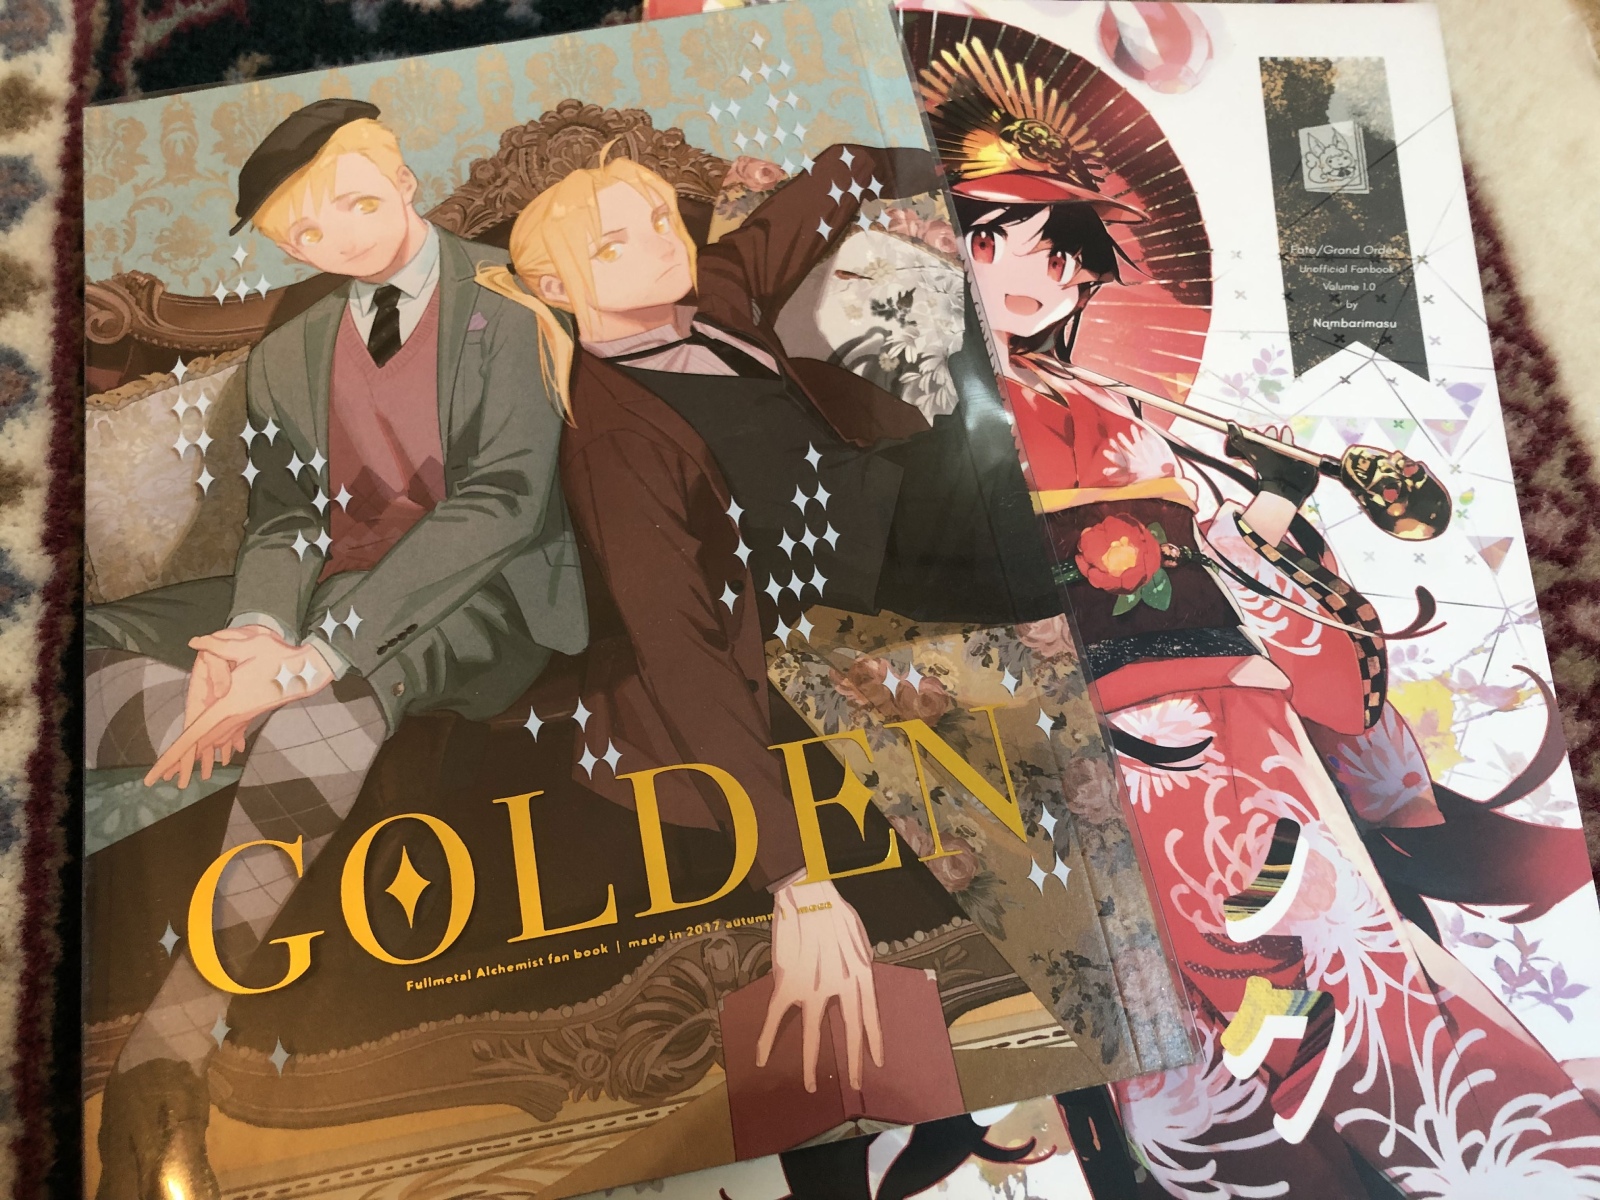 GOLDEN
Fullmetal Alchemist fan book | made in 2017 autumn
Fate/Grand Order
Unofficial Fanbook
Volume 1.0
by
Nambarimasu
ク